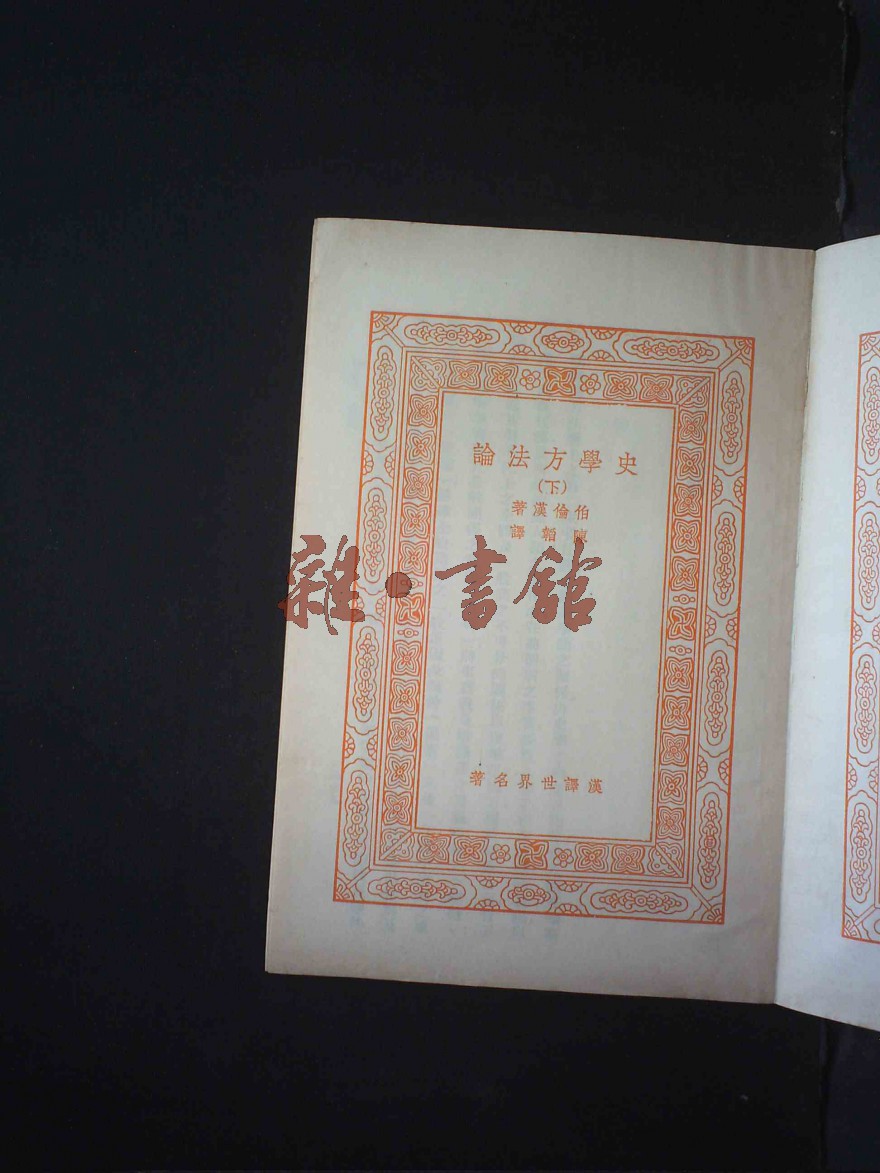 史學方法論
(下)
伯倫漢著
陳韜譯
雜·書館
漢譯世界名著